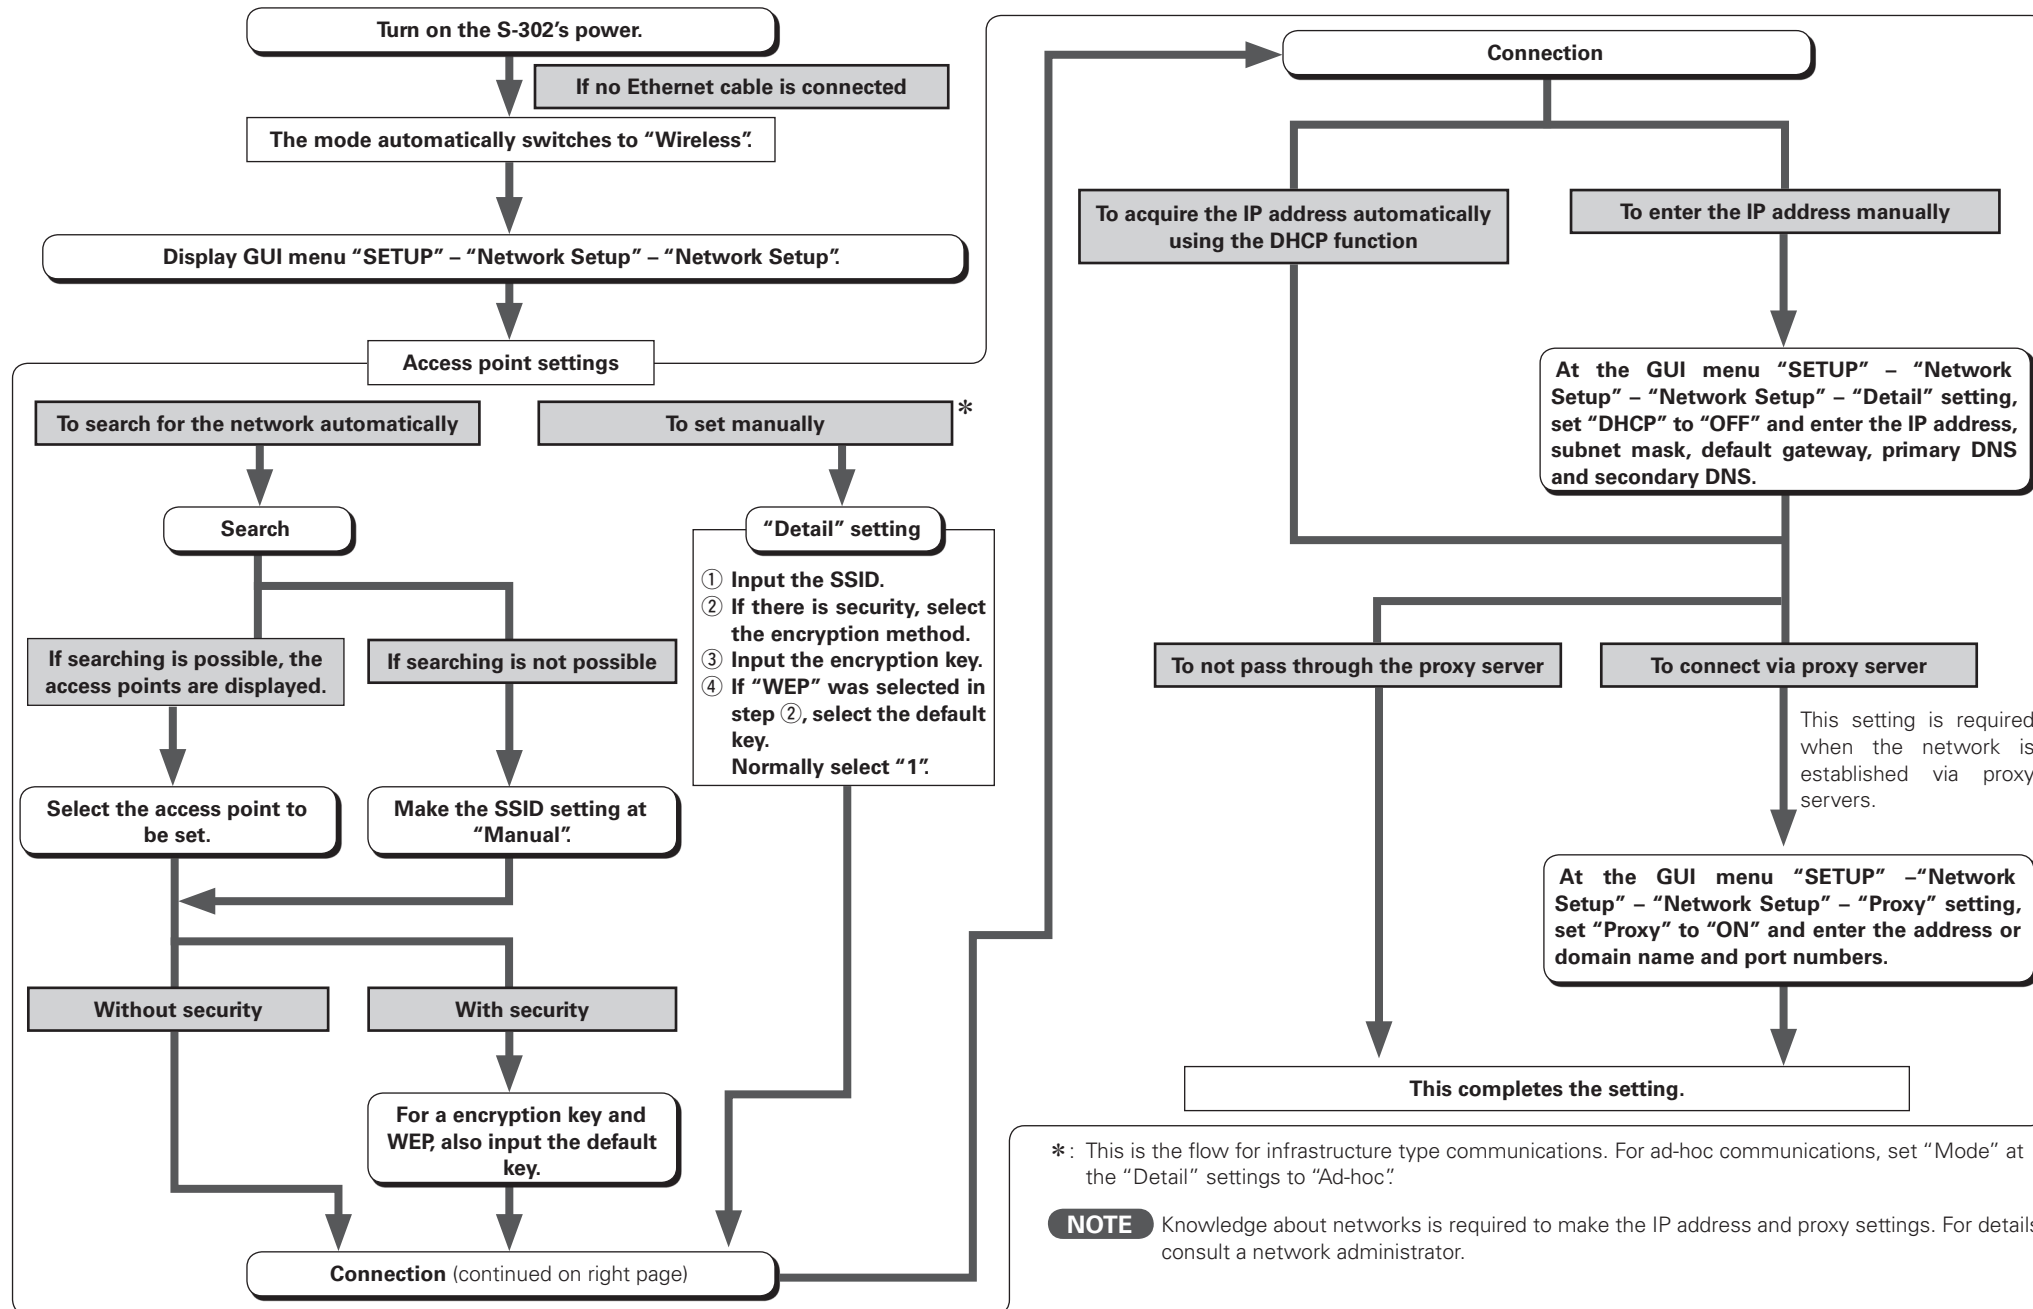 Turn on the S-302's power.
If no Ethernet cable is connected
The mode automatically switches to “Wireless”.
Display GUI menu “SETUP” – “Network Setup” – “Network Setup”.
Access point settings
To search for the network automatically
To set manually
*
Search
“Detail” setting
① Input the SSID.
② If there is security, select
the encryption method.
③ Input the encryption key.
④ If “WEP” was selected in
step ②, select the default
key.
Normally select “1”.
If searching is possible, the
access points are displayed.
If searching is not possible
Select the access point to
be set.
Make the SSID setting at
“Manual”.
Without security
With security
For a encryption key and
WEP, also input the default
key.
Connection (continued on right page)
Connection
To acquire the IP address automatically
using the DHCP function
To enter the IP address manually
At the GUI menu “SETUP” – “Network
Setup” – “Network Setup” – “Detail” setting,
set “DHCP” to “OFF” and enter the IP address,
subnet mask, default gateway, primary DNS
and secondary DNS.
To not pass through the proxy server
To connect via proxy server
This setting is required
when the network is
established via proxy
servers.
At the GUI menu “SETUP” –“Network
Setup” – “Network Setup” – “Proxy” setting,
set “Proxy” to “ON” and enter the address or
domain name and port numbers.
This completes the setting.
*: This is the flow for infrastructure type communications. For ad-hoc communications, set “Mode” at
the “Detail” settings to “Ad-hoc”.
NOTE Knowledge about networks is required to make the IP address and proxy settings. For details
consult a network administrator.